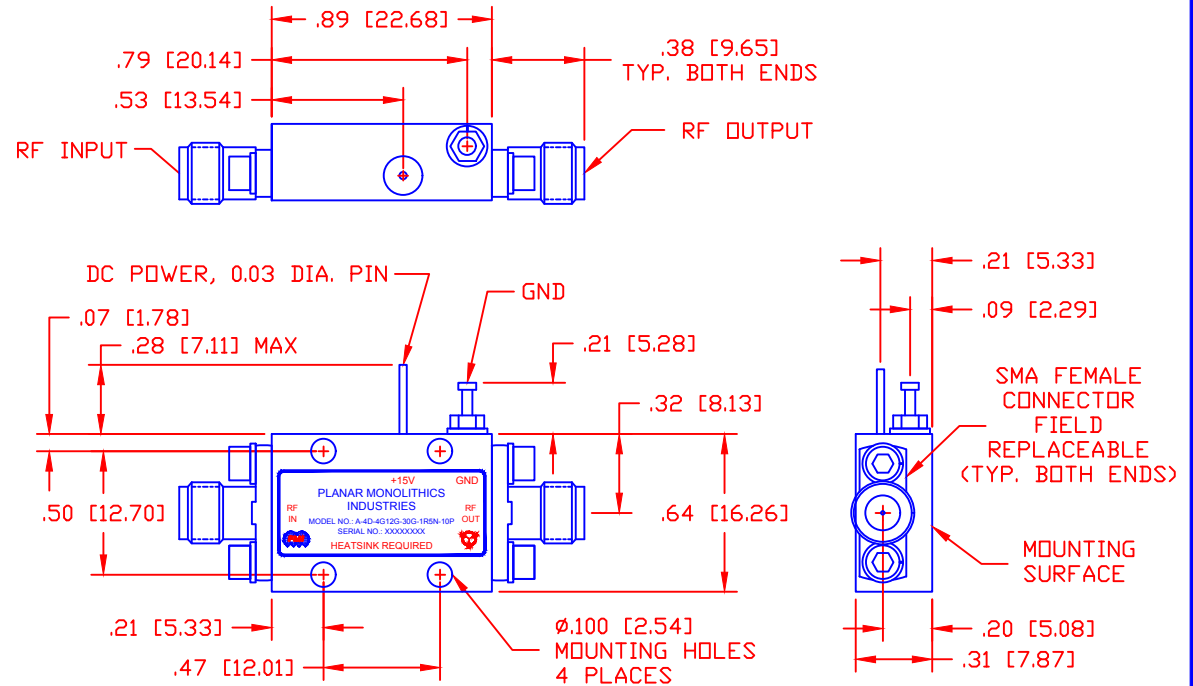 .89 [22.68]
.79 [20.14]
.38 [9.65]
TYP. BOTH ENDS
.53 [13.54]
RF INPUT
RF OUTPUT
DC POWER, 0.03 DIA. PIN
GND
.07 [1.78]
.28 [7.11] MAX
.21 [5.28]
.32 [8.13]
.50 [12.70]
.64 [16.26]
+15V
GND
PLANAR MONOLITHICS
INDUSTRIES
RF
IN
RF
OUT
MODEL NO.: A-4D-4G12G-30G-1R5N-10P
SERIAL NO.: XXXXXXXX
HEATSINK REQUIRED
.21 [5.33]
.47 [12.01]
Ø.100 [2.54]
MOUNTING HOLES
4 PLACES
.21 [5.33]
.09 [2.29]
SMA FEMALE
CONNECTOR
FIELD
REPLACEABLE
(TYP. BOTH ENDS)
MOUNTING
SURFACE
.20 [5.08]
.31 [7.87]